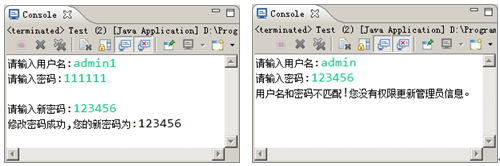 Console
<terminated> Test (2) [Java Application] D:\Prog
请输入用户名:admin1
请输入密码:111111
请输入新密码:123456
修改密码成功,您的新密码为:123456
Console
<terminated> Test (2) [Java Application] D:\Program
请输入用户名:admin
请输入密码:123456
用户名和密码不匹配!您没有权限更新管理员信息。